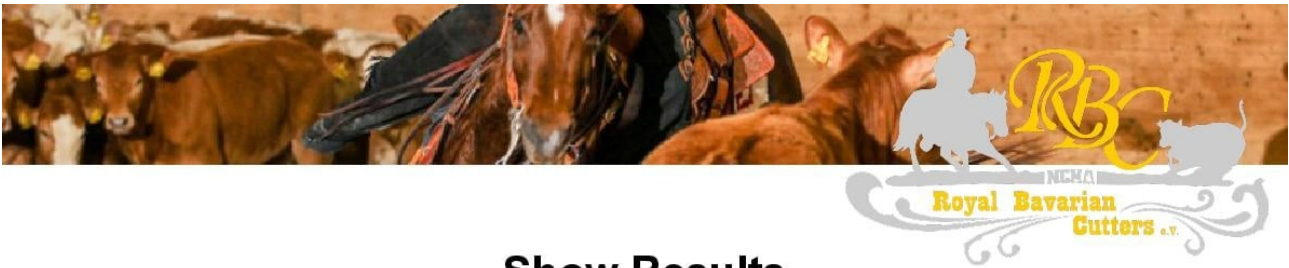 RBC
NCHA
Royal Bavarian
Cutters e.V.
Show Results